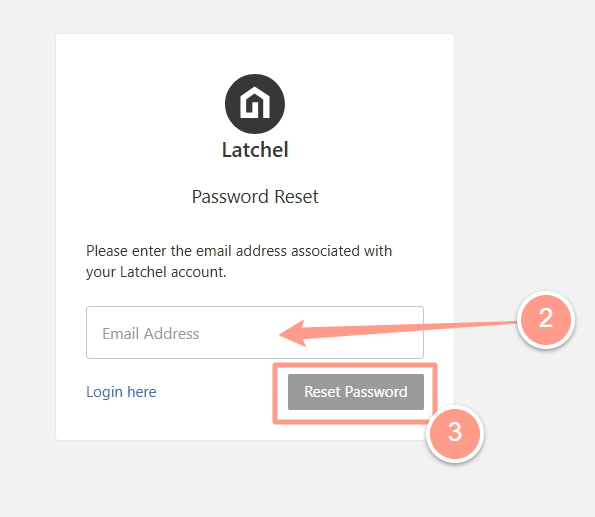 Latchel
Password Reset
Please enter the email address associated with
your Latchel account.
Email Address
2
Login here
Reset Password
3